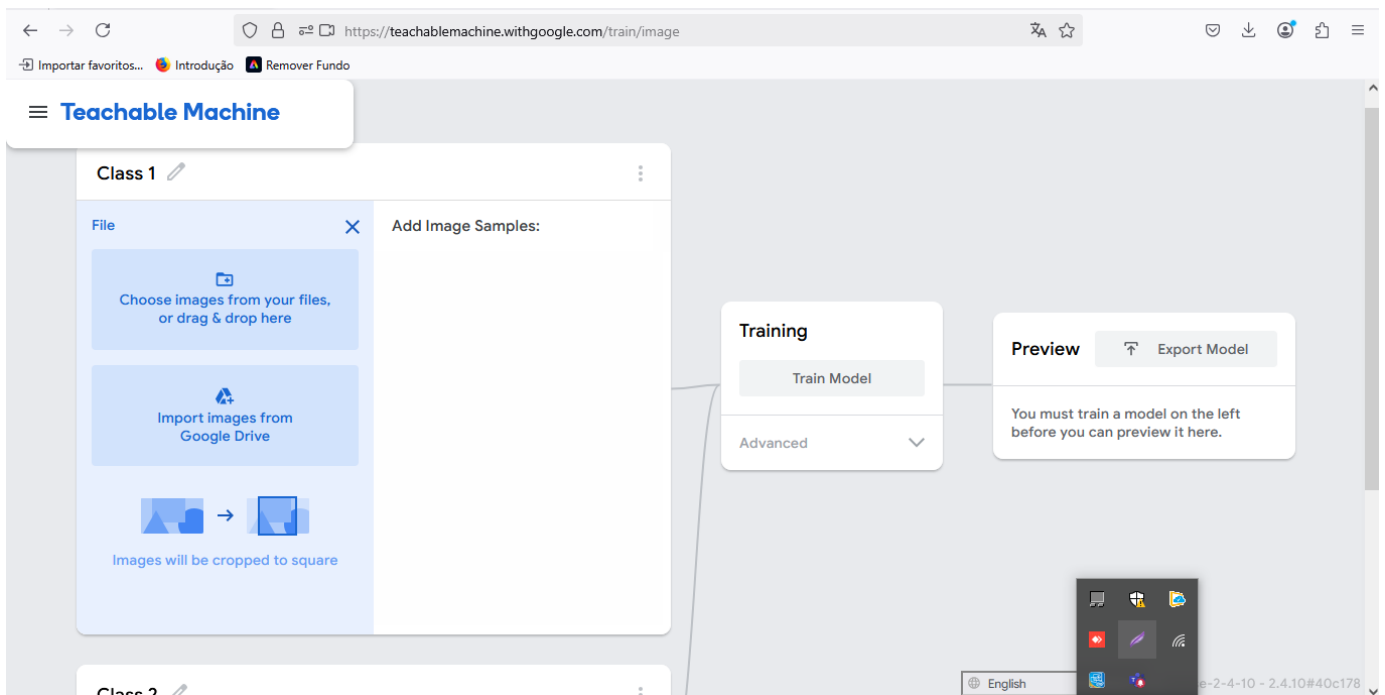 https://teachablemachine.withgoogle.com/train/image
Importar favoritos... Introdução Remover Fundo
Teachable Machine
Class 1
File
Add Image Samples:
Choose images from your files,
or drag & drop here
Import images from
Google Drive
Images will be cropped to square
Training
Train Model
Advanced
Preview
Export Model
You must train a model on the left
before you can preview it here.
Class 2
English
e-2-4-10 - 2.4.10#40c178